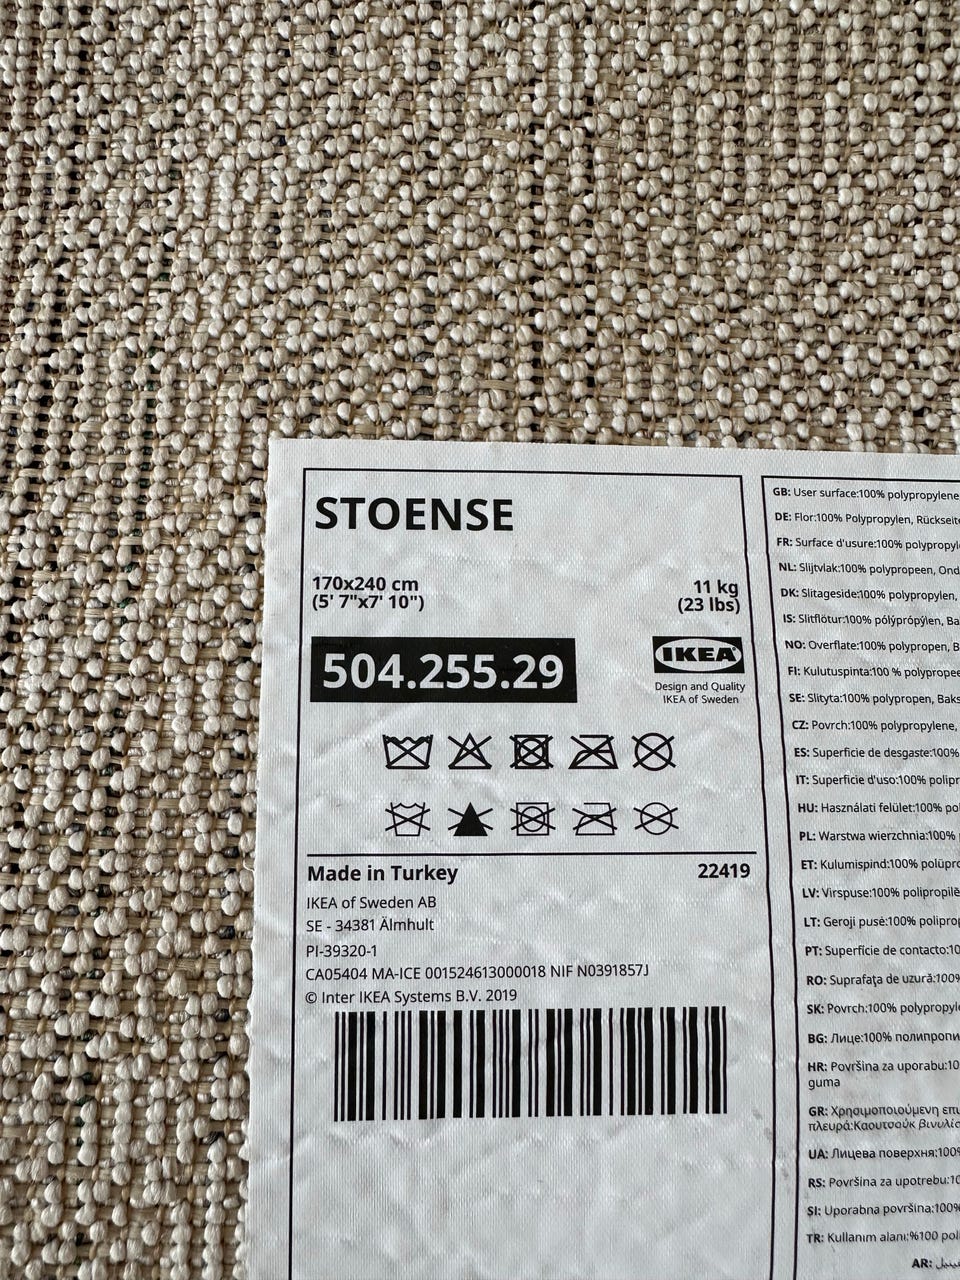 STOENSE
170x240 cm
(5' 7"x7' 10")
11 kg
(23 lbs)
504.255.29
IKEA
Design and Quality
IKEA of Sweden
Made in Turkey
22419
IKEA of Sweden AB
SE - 34381 Älmhult
PI-39320-1
CA05404 MA-ICE 001524613000018 NIF N0391857J
© Inter IKEA Systems B.V. 2019
GB: User surface:100% polypropylene
DE: Flor:100% Polypropylen, Rückseite
FR: Surface d'usure:100% polypropyl
NL: Slijtvlak:100% polypropeen, Ond
DK: Slitageside:100% polypropylen,
IS: Slitflötur:100% pólýprópýlen, Ba
NO: Overflate:100% polypropen, B
FI: Kulutuspinta:100 % polypropee
SE: Slityta:100% polypropen, Baks
CZ: Povrch:100% polypropylene,
ES: Superficie de desgaste:100%
IT: Superficie d'uso:100% polipr
HU: Használati felület:100% pol
PL: Warstwa wierzchnia:100%
ET: Kulumispind:100% polüpro
LV: Virspuse:100% polipropilē
LT: Geroji pusė:100% poliprop
PT: Superfície de contacto:10
RO: Suprafaţa de uzură:100%
SK: Povrch:100% polypropyle
BG: Лице:100% полипропи
HR: Površina za uporabu:10
guma
GR: Χρησιμοποιούμενη επι
πλευρά:Καουτσούκ βινυλίο
UA: Лицева поверхня:100%
RS: Površina za upotrebu:10
SI: Uporabna površina:100%
TR: Kullanım alanı:%100 poli
AR: